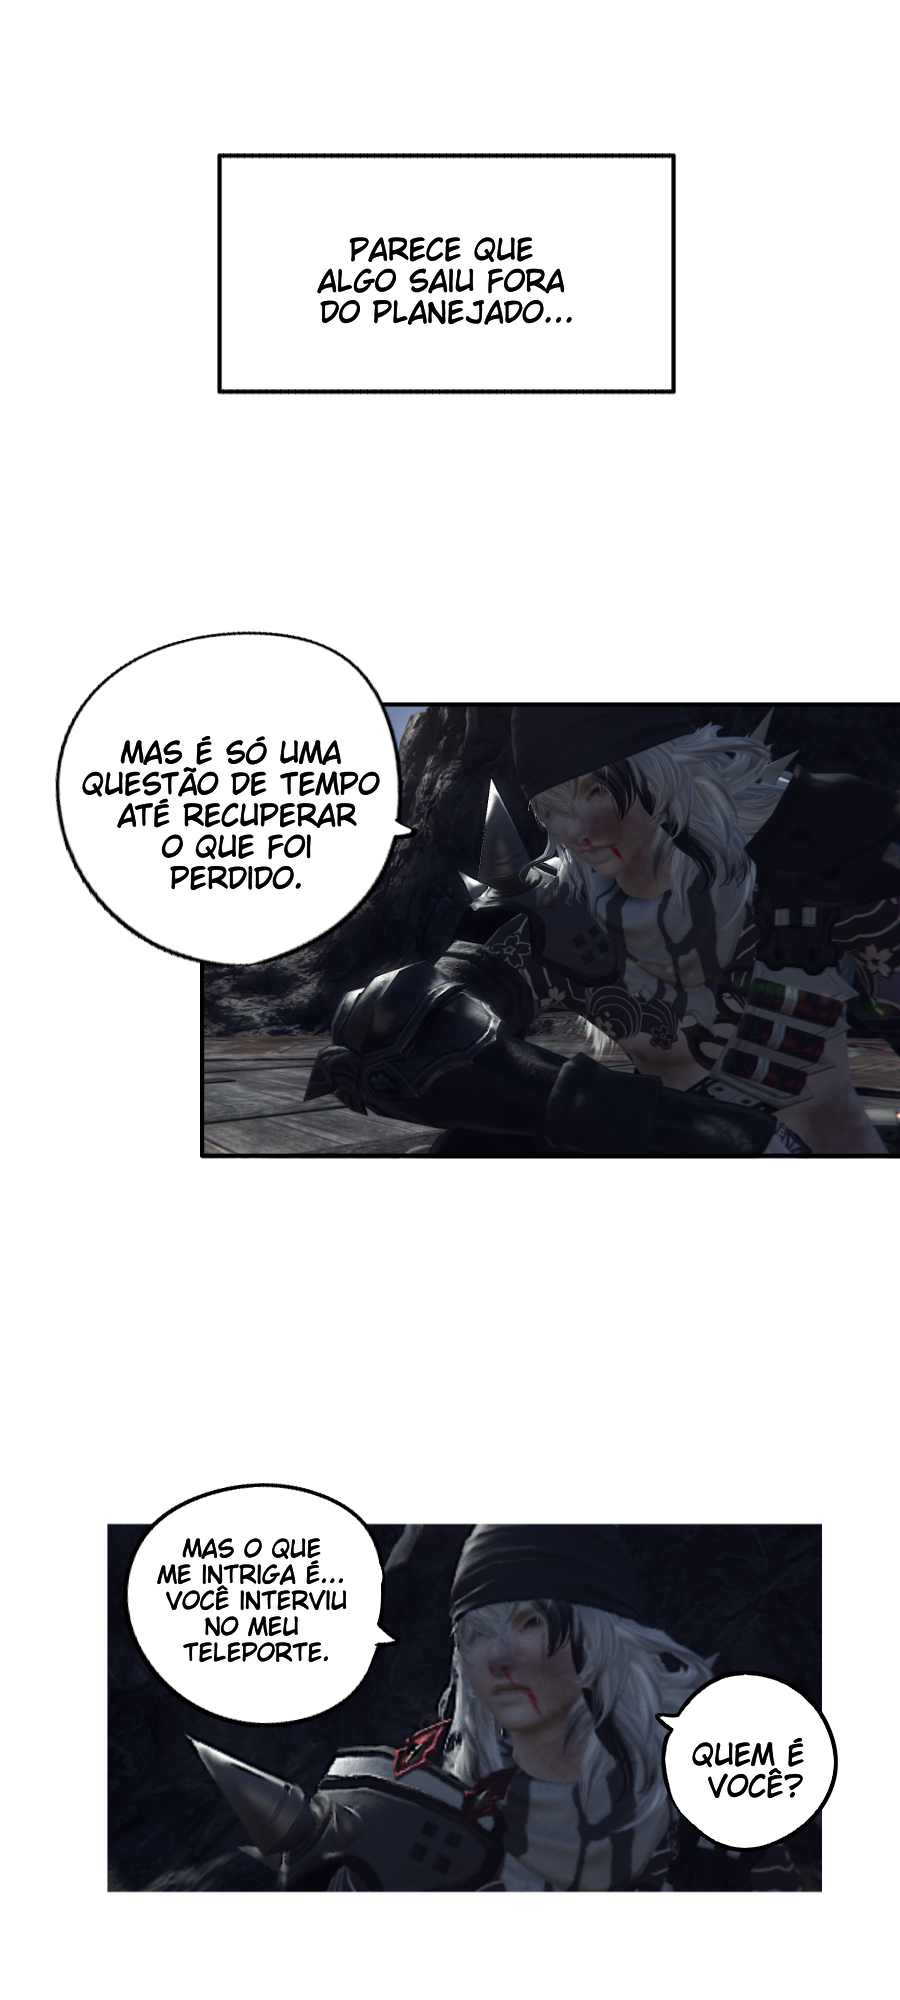 PARECE QUE
ALGO SAIU FORA
DO PLANEJADO...
MAS É SÓ UMA
QUESTÃO DE TEMPO
ATÉ RECUPERAR
O QUE FOI
PERDIDO.
MAS O QUE
ME INTRIGA É...
VOCÊ INTERVIU
NO MEU
TELEPORTE.
QUEM É
VOCÊ?